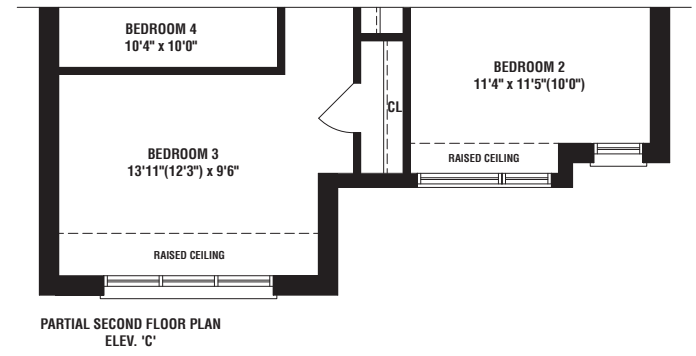 BEDROOM 4
10'4" x 10'0"
BEDROOM 2
11'4" x 11'5"(10'0")
CL
BEDROOM 3
13'11"(12'3") x 9'6"
RAISED CEILING
RAISED CEILING
PARTIAL SECOND FLOOR PLAN
ELEV. 'C'